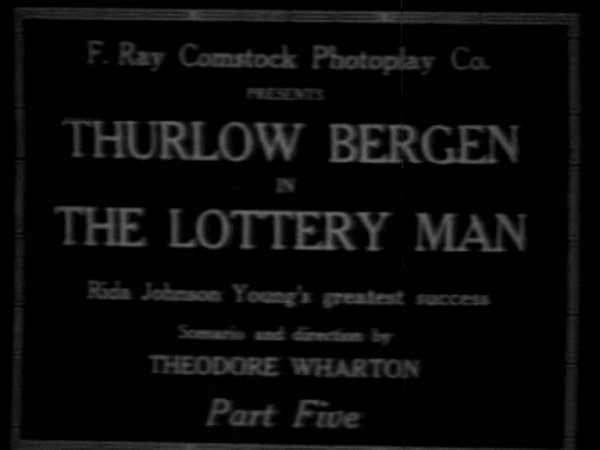 F. Ray Comstock Photoplay Co.
PRESENTS
THURLOW BERGEN
IN
THE LOTTERY MAN
Rida Johnson Young's greatest success
Scenario and direction by
THEODORE WHARTON
Part Five